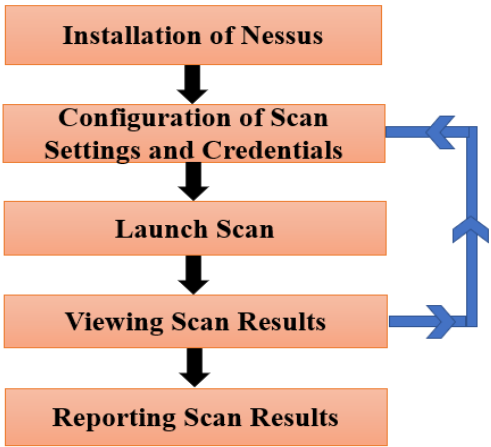 Installation of Nessus
Configuration of Scan
Settings and Credentials
Launch Scan
Viewing Scan Results
Reporting Scan Results